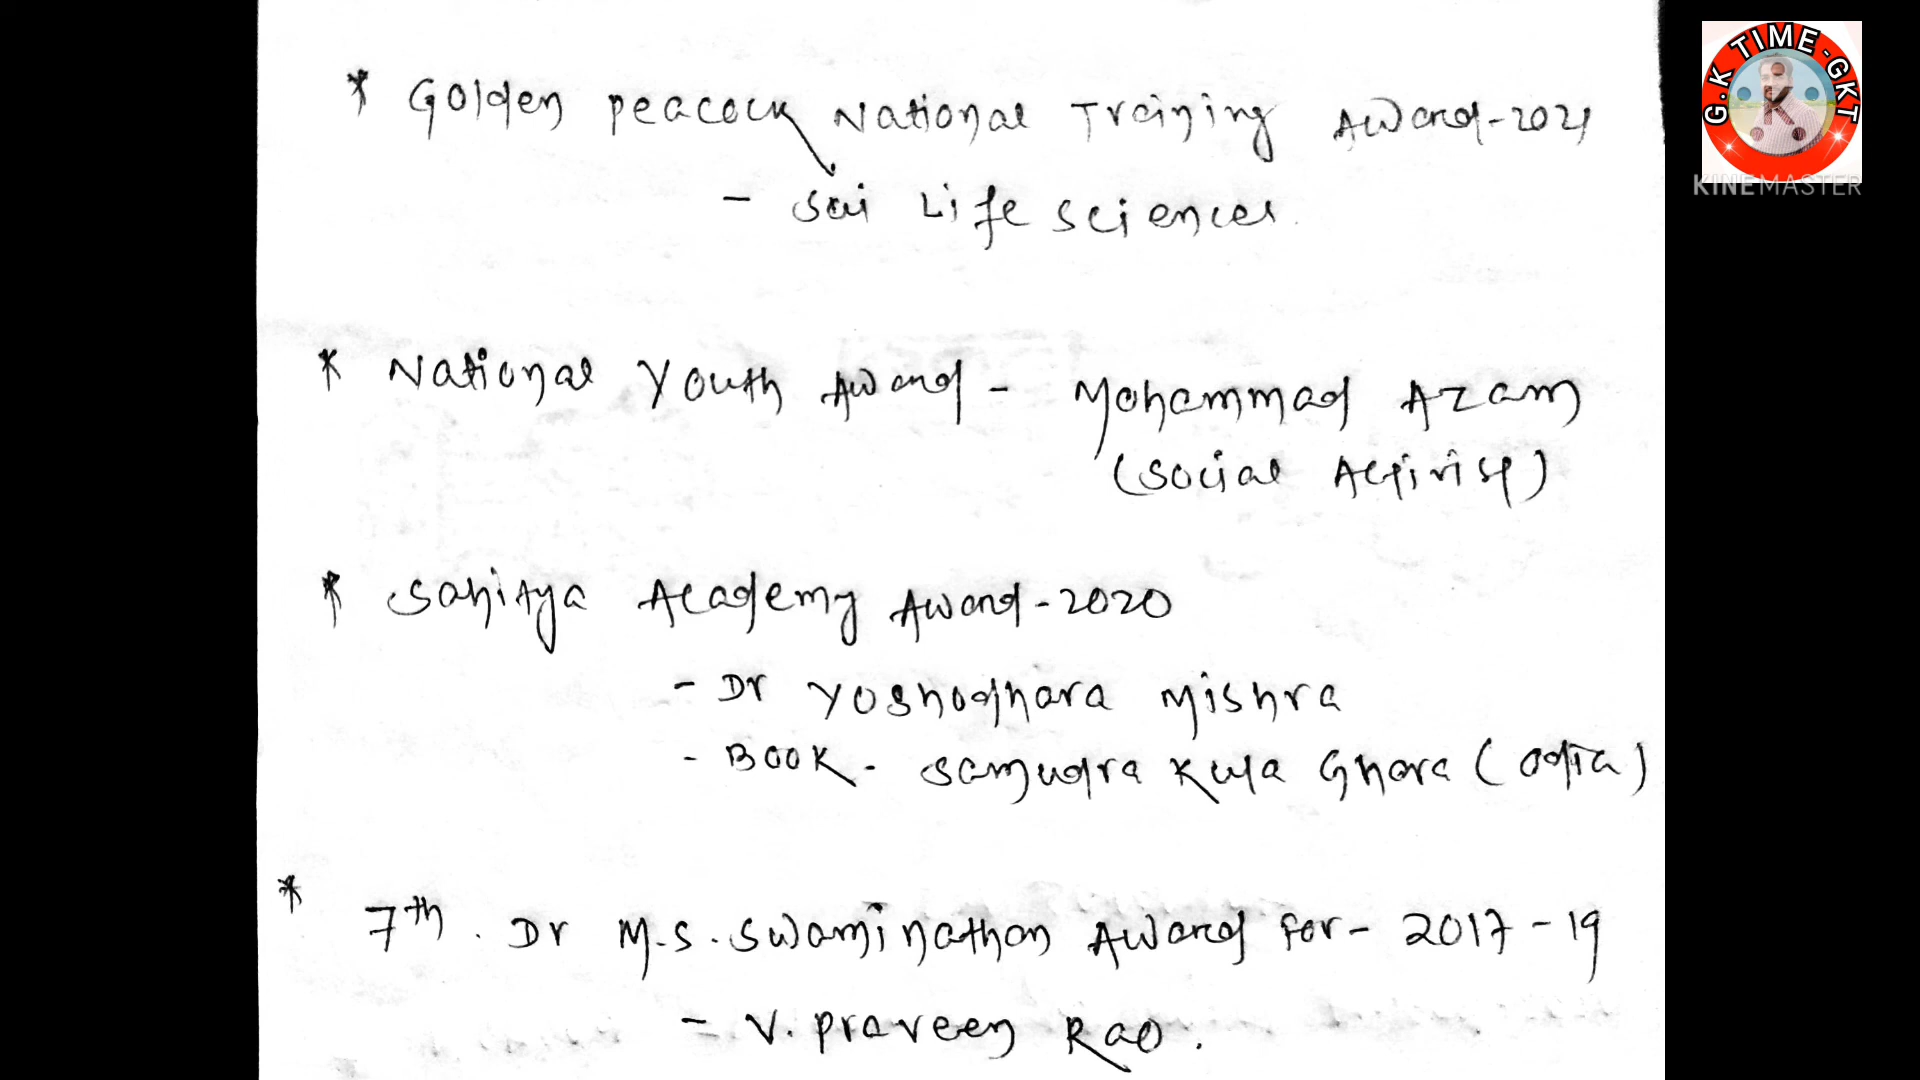 * Golden Peacock National Training Award-2021
- Sai Life Sciences.
* National Youth Award - Mohammad Azam
(Social Activist)
* Sahitya Academy Award-2020
- Dr Yoshodhara Mishra
- Book - Samudra Kula Ghara (Odia)
* 7th. Dr M.S. Swaminathan Award for - 2017-19
- V. Praveen Rao.
G.K TIME-GKT
KINEMASTER